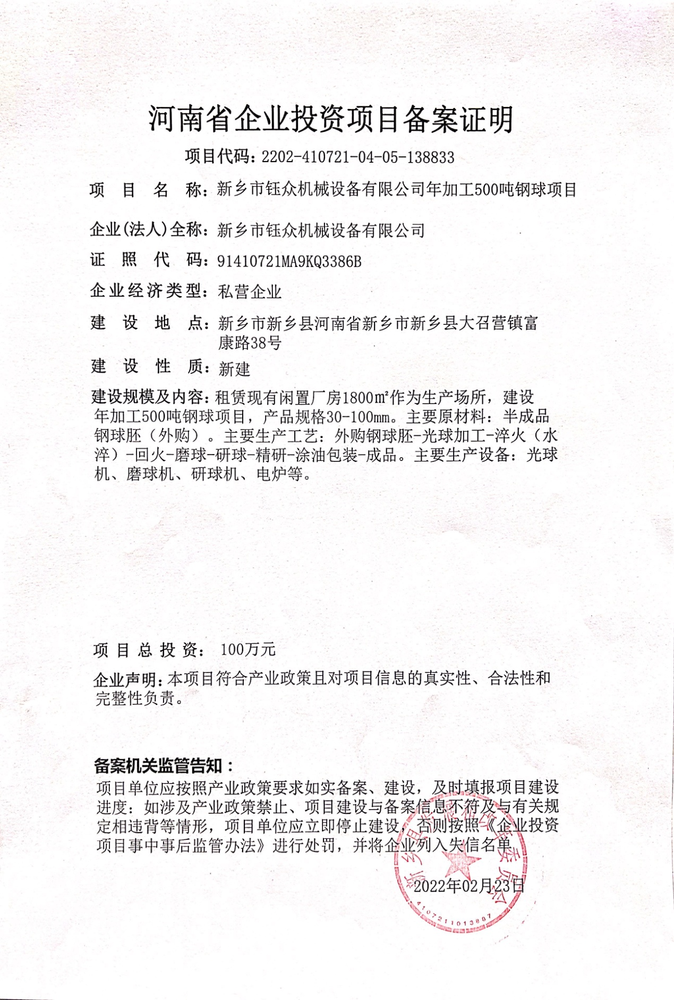 河南省企业投资项目备案证明
项目代码：2202-410721-04-05-138833
项目名称：新乡市钰众机械设备有限公司年加工500吨钢球项目
企业(法人)全称：新乡市钰众机械设备有限公司
证照代码：91410721MA9KQ3386B
企业经济类型：私营企业
建设地点：新乡市新乡县河南省新乡市新乡县大召营镇富
康路38号
建设性质：新建
建设规模及内容：租赁现有闲置厂房1800㎡作为生产场所，建设
年加工500吨钢球项目，产品规格30-100mm。主要原材料：半成品
钢球胚（外购）。主要生产工艺：外购钢球胚-光球加工-淬火（水
淬）-回火-磨球-研球-精研-涂油包装-成品。主要生产设备：光球
机、磨球机、研球机、电炉等。
项目总投资：100万元
企业声明：本项目符合产业政策且对项目信息的真实性、合法性和
完整性负责。
备案机关监管告知：
项目单位应按照产业政策要求如实备案、建设，及时填报项目建设
进度：如涉及产业政策禁止、项目建设与备案信息不符及与有关规
定相违背等情形，项目单位应立即停止建设，否则按照《企业投资
项目事中事后监管办法》进行处罚，并将企业列入失信名单
新乡县发展和改革委员会
2022年02月23日
4107211013887